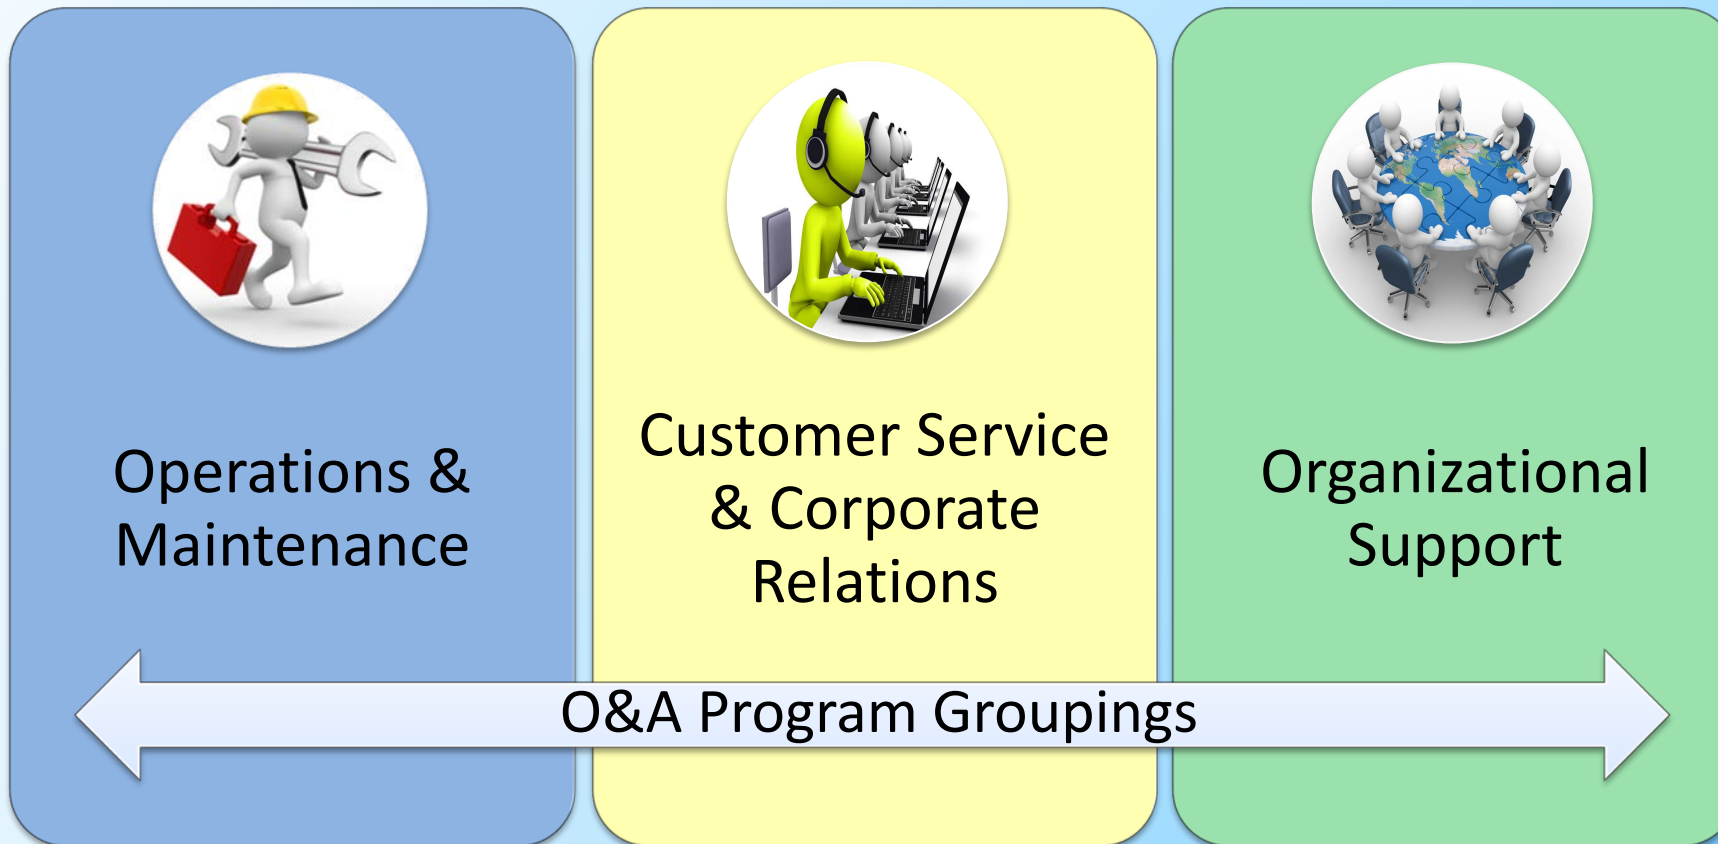 Operations &
Maintenance
Customer Service
& Corporate
Relations
Organizational
Support
O&A Program Groupings